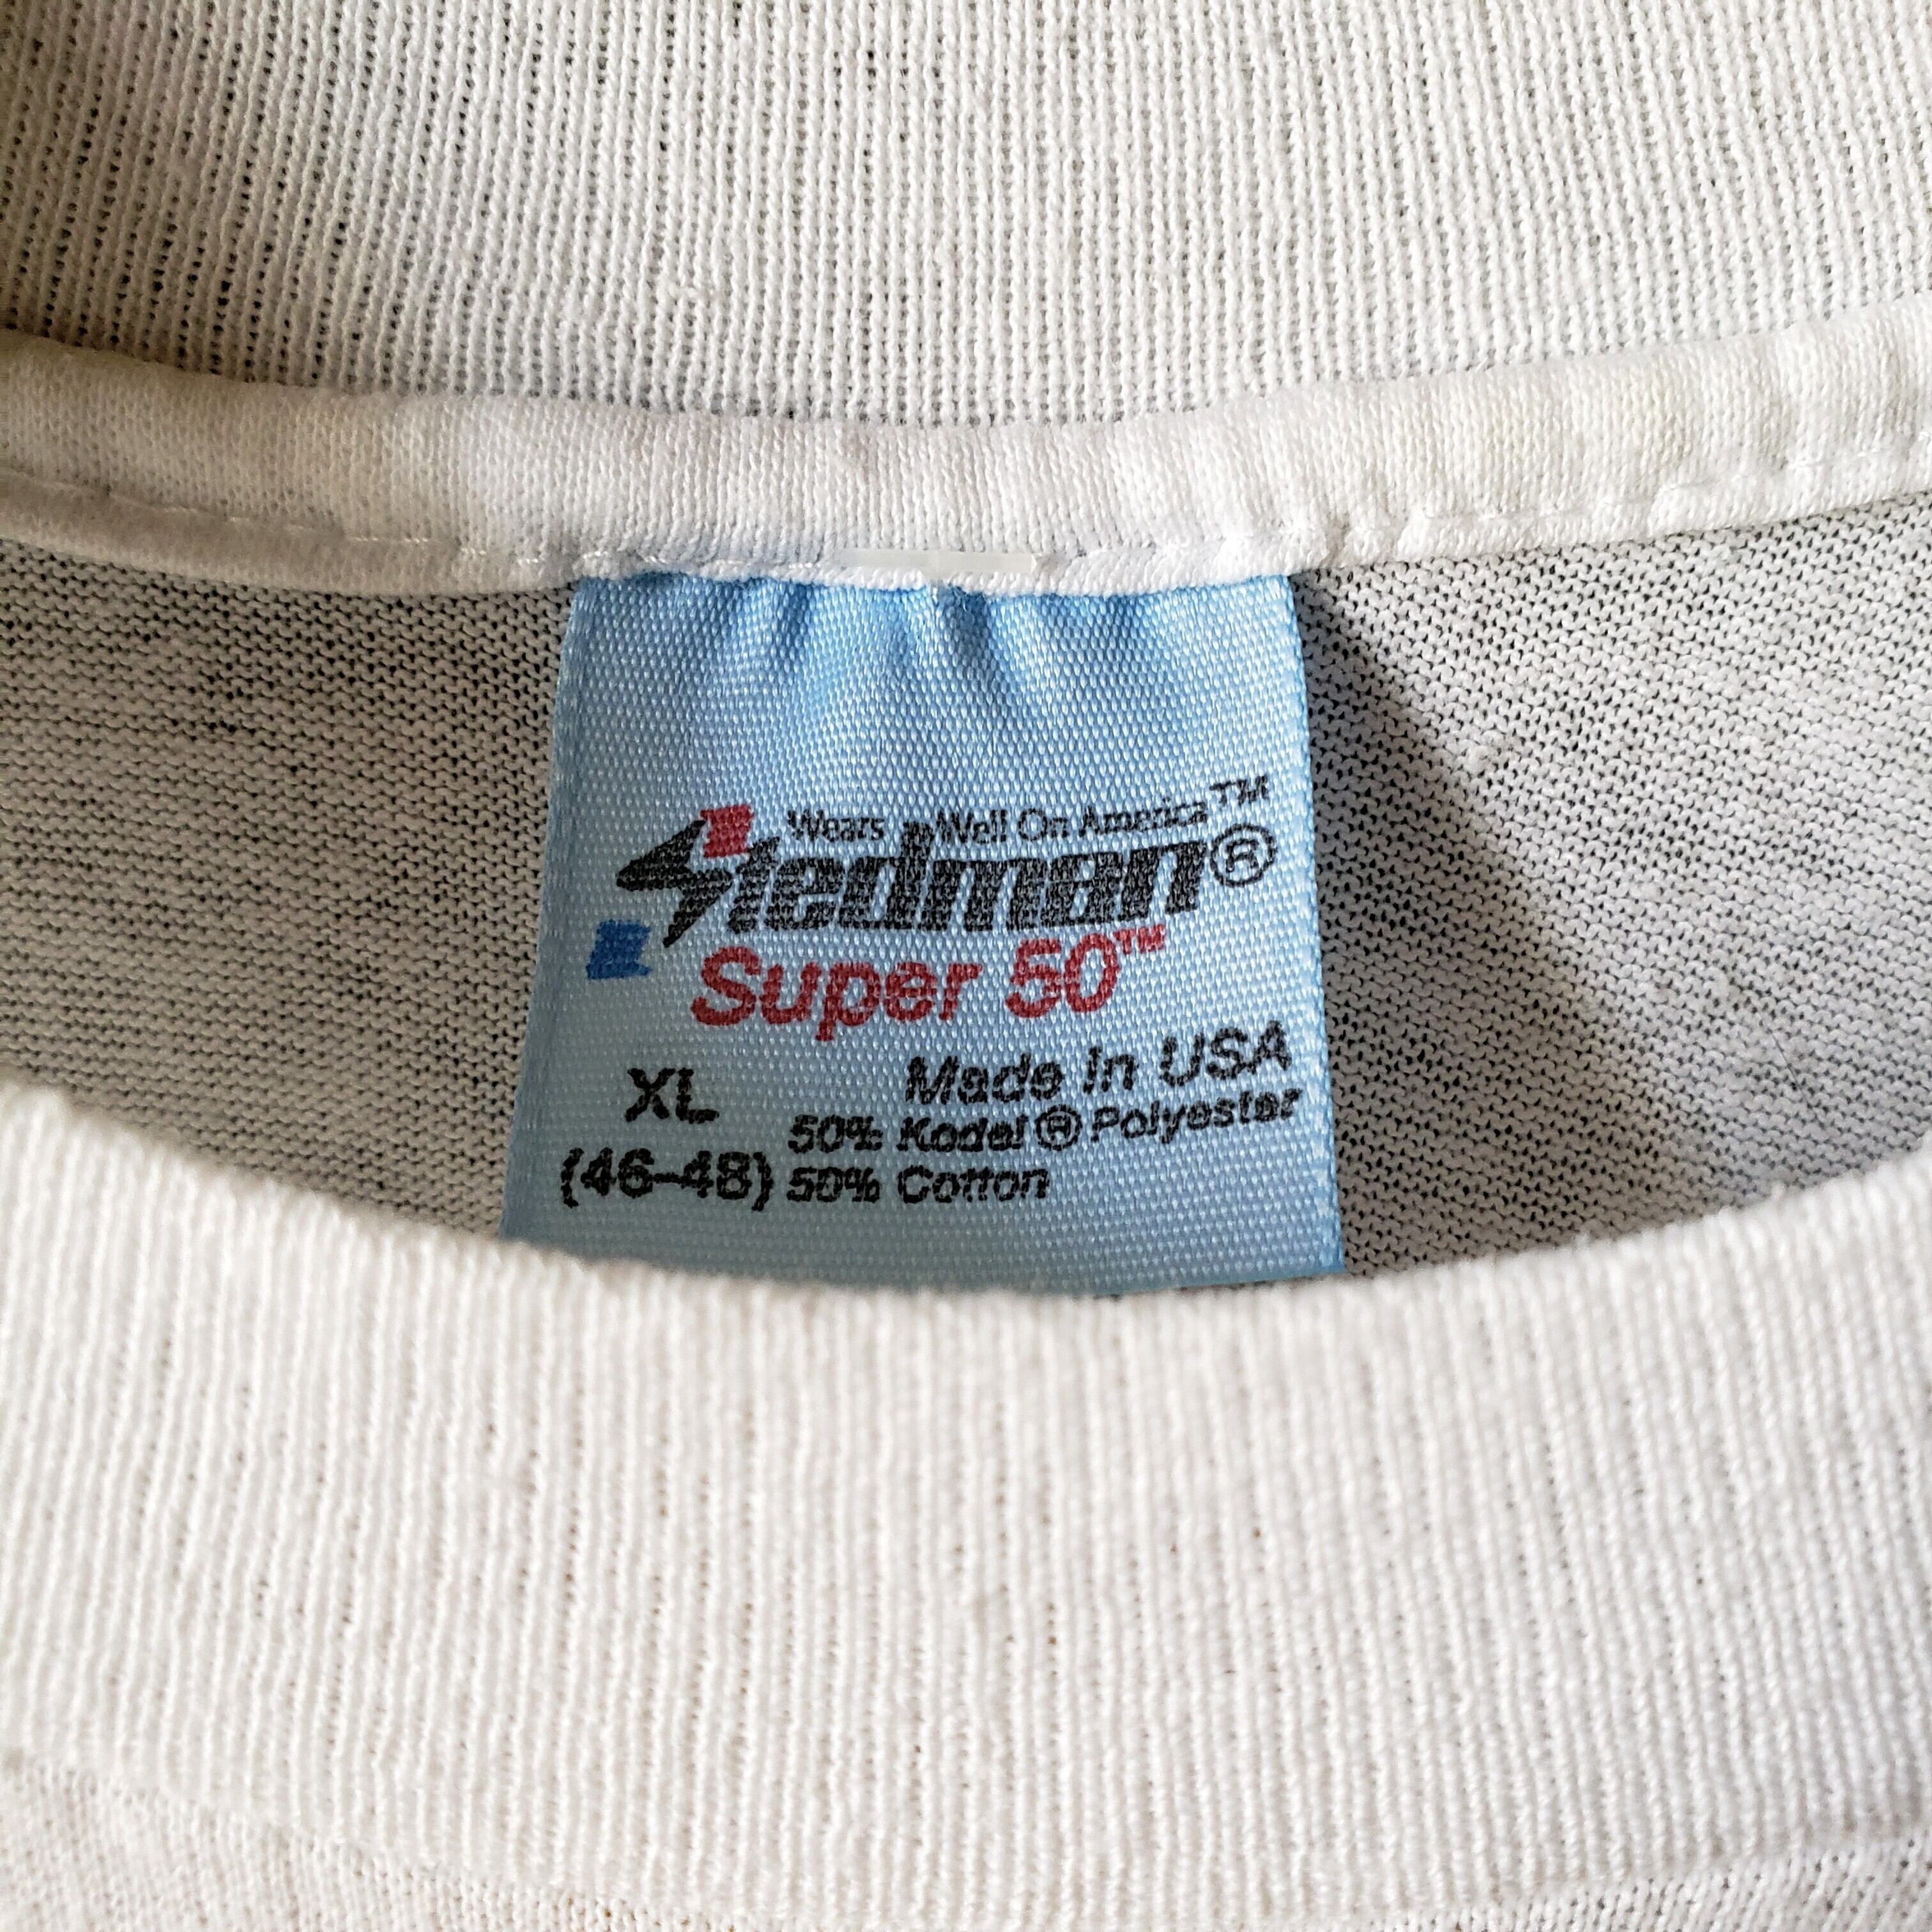 Wears Well On America™
Stedman®
Super 50™
Made In USA
XL
50% Kodel® Polyester
(46-48) 50% Cotton